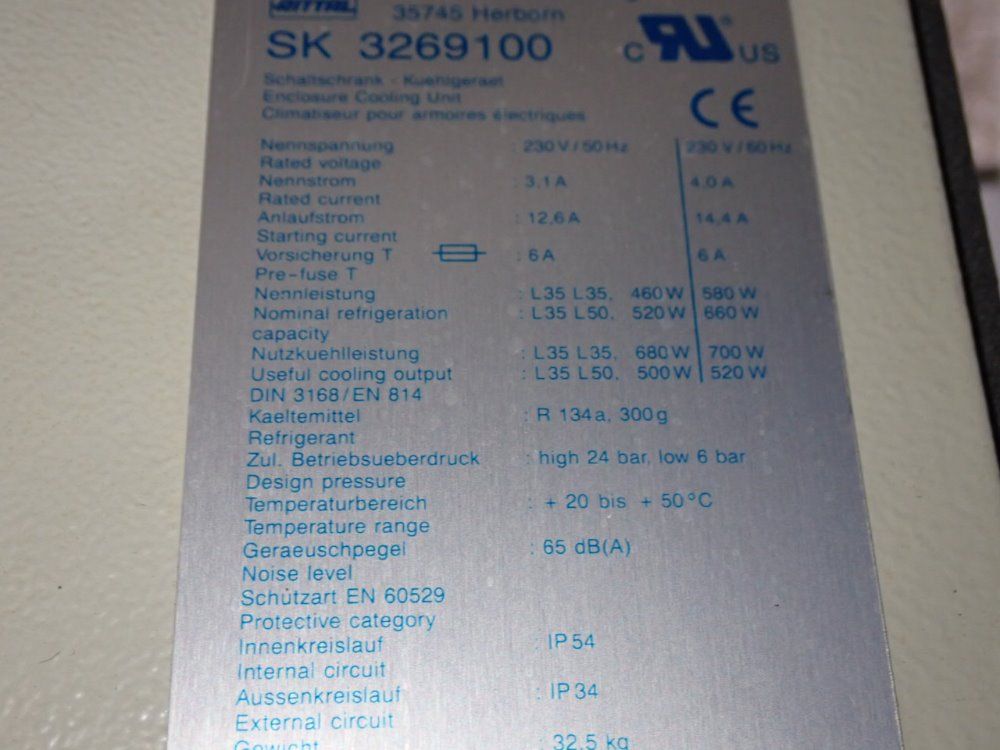 RITTAL 35745 Herborn
SK 3269100
C RU ® US
Schaltschrank - Kuehlgeraet
Enclosure Cooling Unit
Climatiseur pour armoires électriques
CE
Nennspannung : 230 V / 50 Hz 230 V / 60 Hz
Rated voltage
Nennstrom : 3,1 A 4,0 A
Rated current
Anlaufstrom : 12,6 A 14,4 A
Starting current
Vorsicherung T : 6 A 6 A
Pre-fuse T
Nennleistung : L35 L35, 460 W 580 W
Nominal refrigeration : L35 L50, 520 W 660 W
capacity
Nutzkuehlleistung : L35 L35, 680 W 700 W
Useful cooling output : L35 L50, 500 W 520 W
DIN 3168/EN 814
Kaeltemittel : R 134a, 300g
Refrigerant
Zul. Betriebsueberdruck : high 24 bar, low 6 bar
Design pressure
Temperaturbereich : + 20 bis + 50°C
Temperature range
Geraeuschpegel : 65 dB(A)
Noise level
Schutzart EN 60529
Protective category
Innenkreislauf : IP 54
Internal circuit
Aussenkreislauf : IP 34
External circuit
Gewicht : 32,5 kg